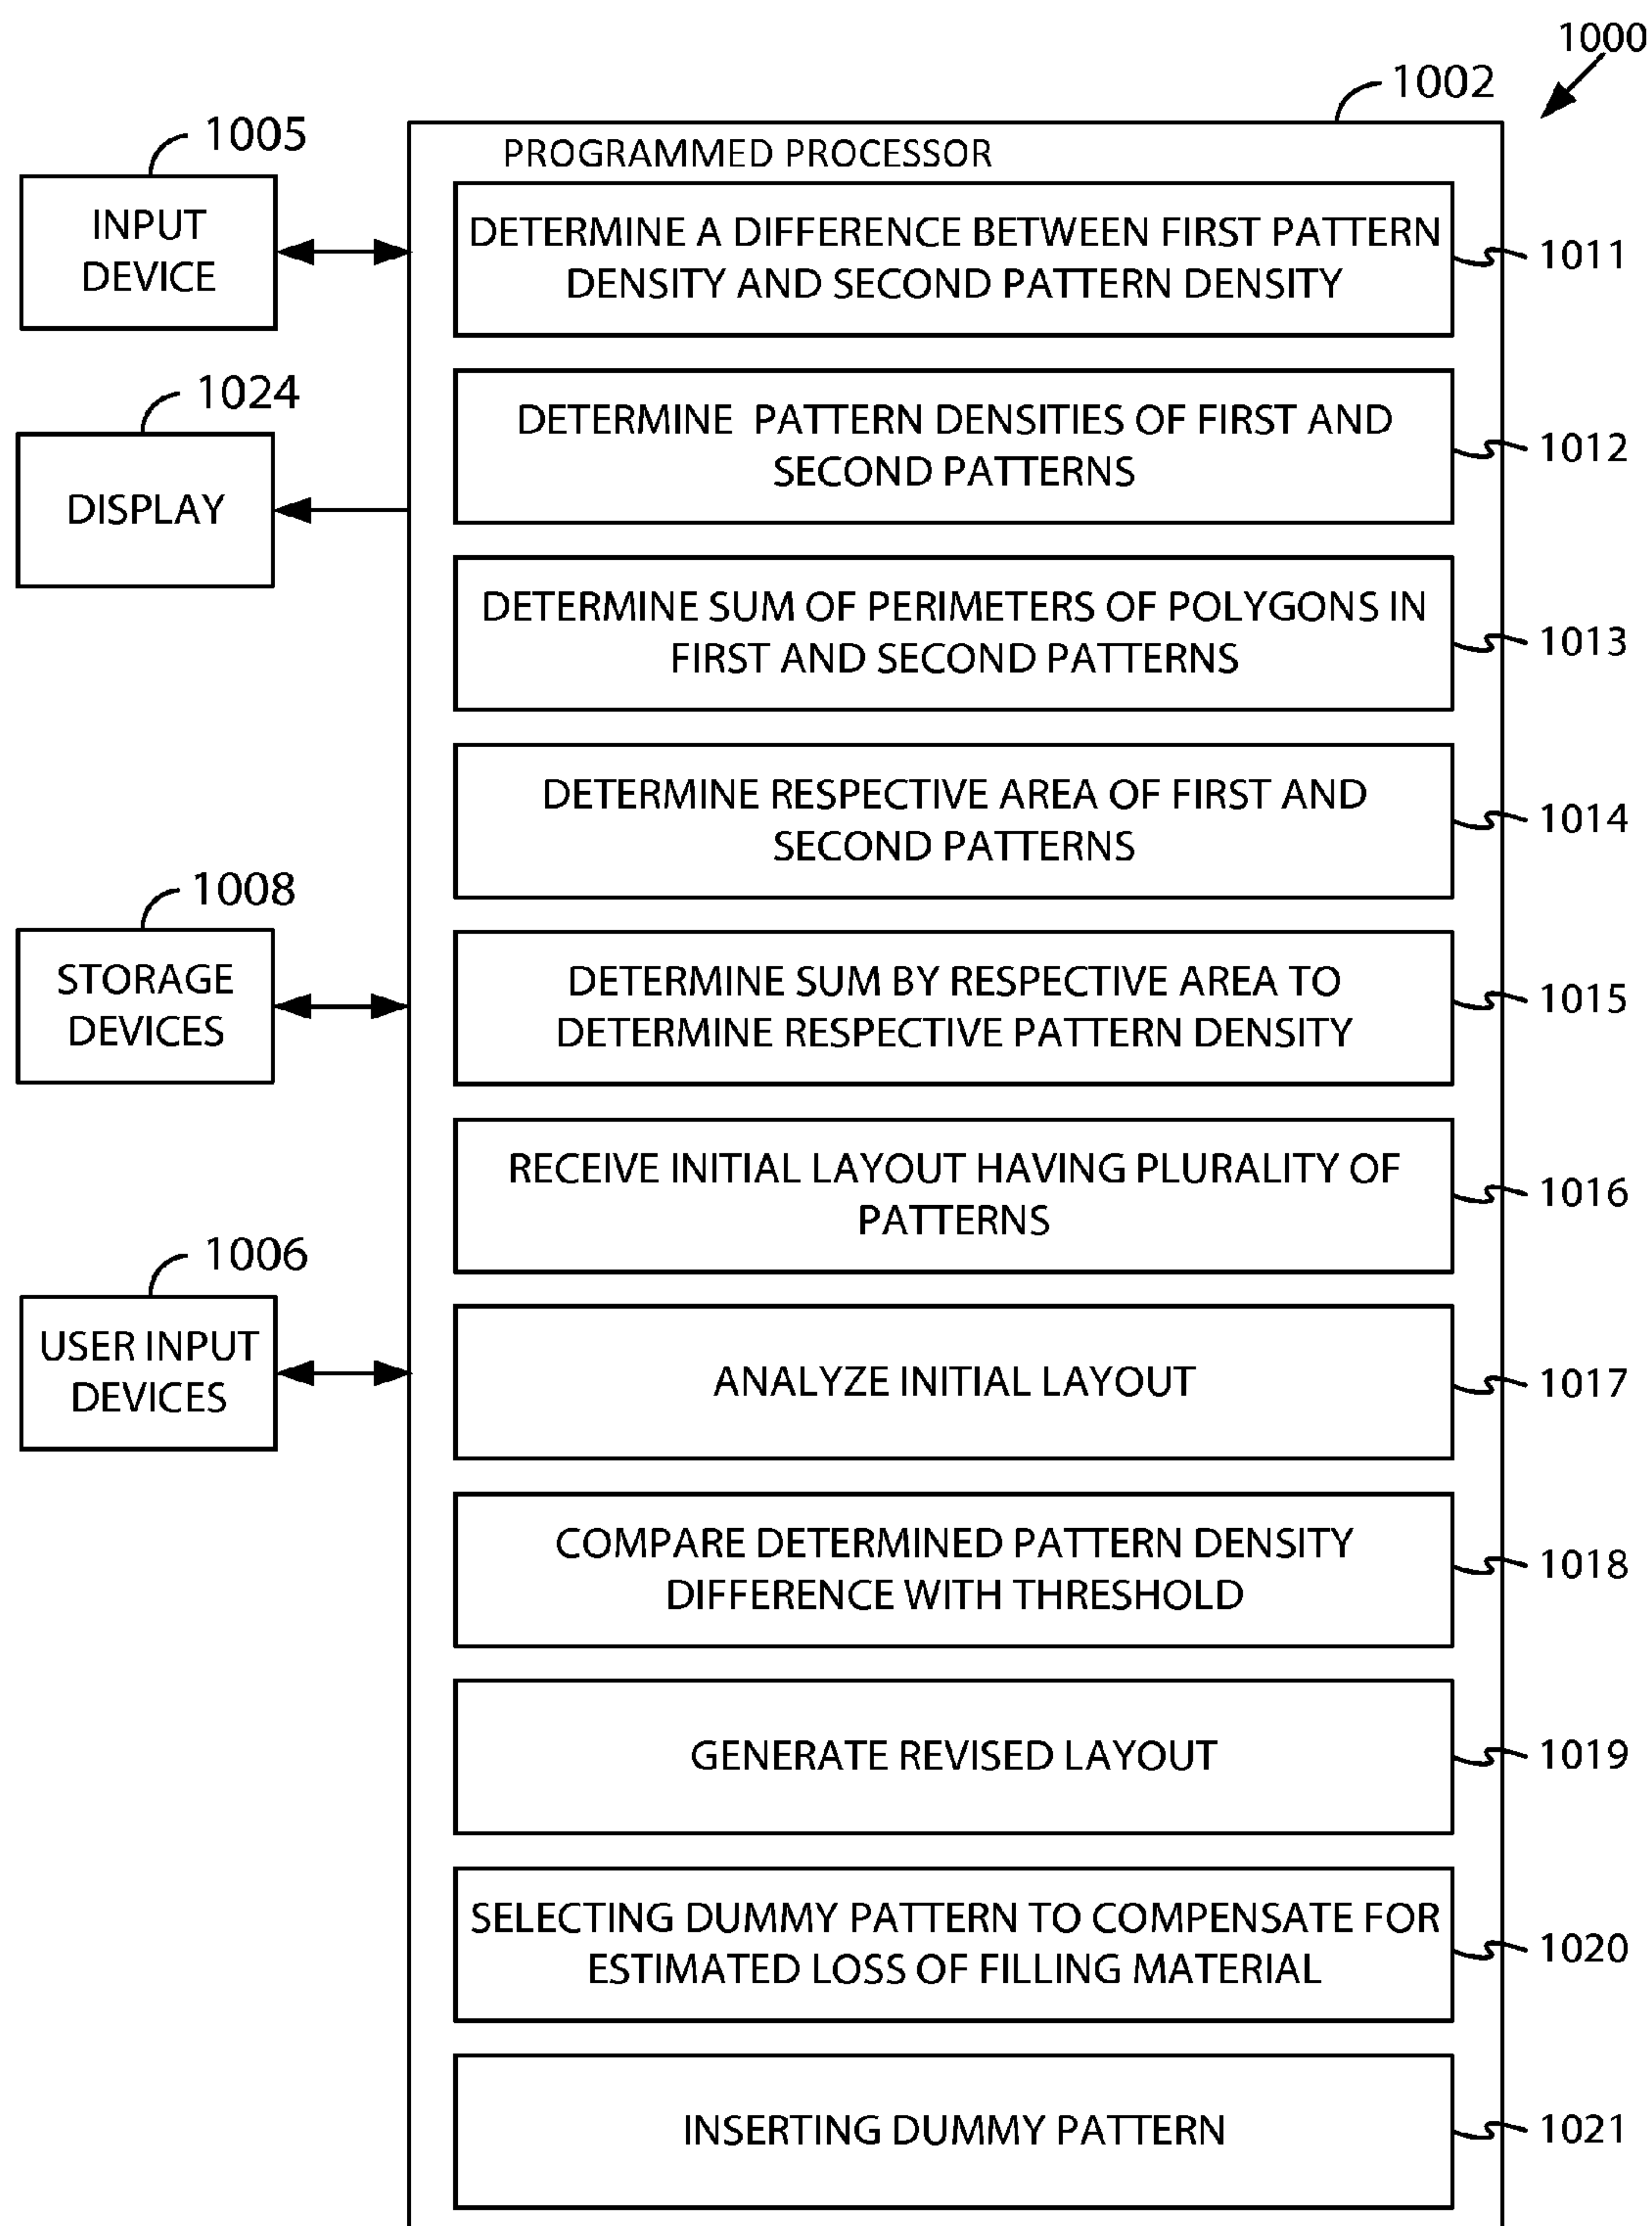 1000
1002
1005
PROGRAMMED PROCESSOR
INPUT
DEVICE
DETERMINE A DIFFERENCE BETWEEN FIRST PATTERN
DENSITY AND SECOND PATTERN DENSITY
1011
1024
DISPLAY
DETERMINE PATTERN DENSITIES OF FIRST AND
SECOND PATTERNS
1012
DETERMINE SUM OF PERIMETERS OF POLYGONS IN
FIRST AND SECOND PATTERNS
1013
DETERMINE RESPECTIVE AREA OF FIRST AND
SECOND PATTERNS
1014
1008
STORAGE
DEVICES
DETERMINE SUM BY RESPECTIVE AREA TO
DETERMINE RESPECTIVE PATTERN DENSITY
1015
RECEIVE INITIAL LAYOUT HAVING PLURALITY OF
PATTERNS
1016
1006
USER INPUT
DEVICES
ANALYZE INITIAL LAYOUT
1017
COMPARE DETERMINED PATTERN DENSITY
DIFFERENCE WITH THRESHOLD
1018
GENERATE REVISED LAYOUT
1019
SELECTING DUMMY PATTERN TO COMPENSATE FOR
ESTIMATED LOSS OF FILLING MATERIAL
1020
INSERTING DUMMY PATTERN
1021